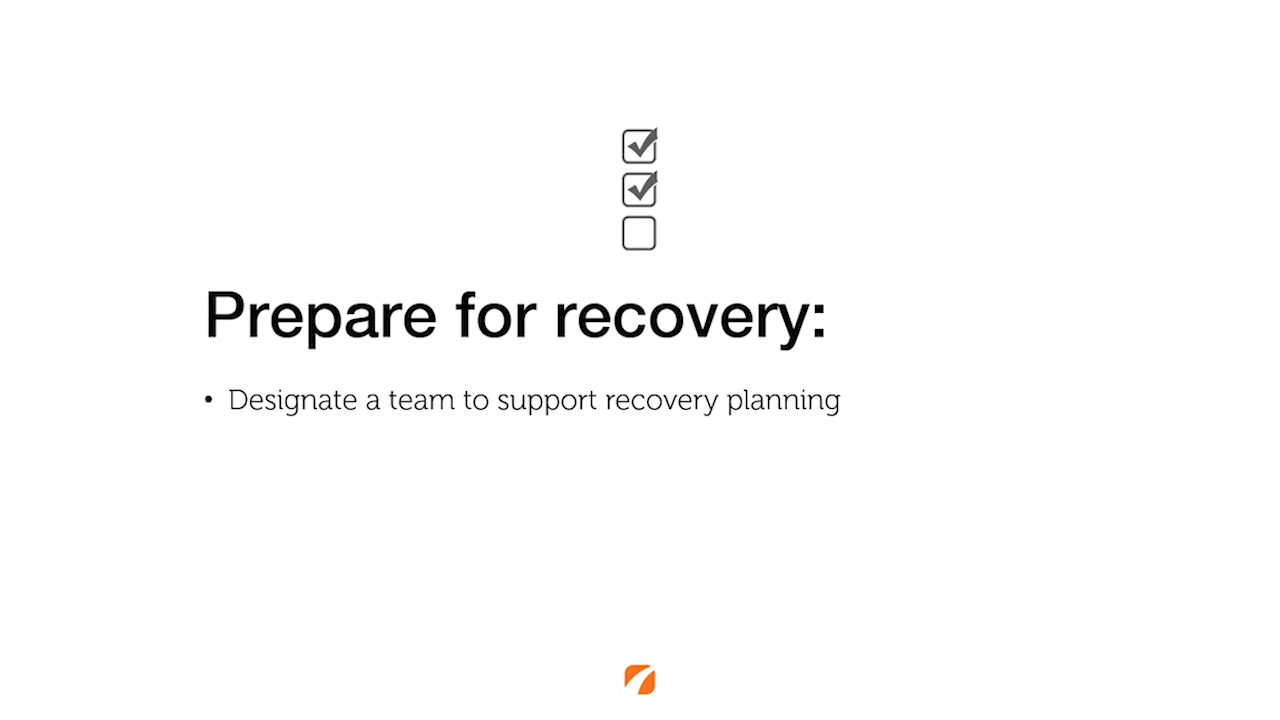 Prepare for recovery:
• Designate a team to support recovery planning